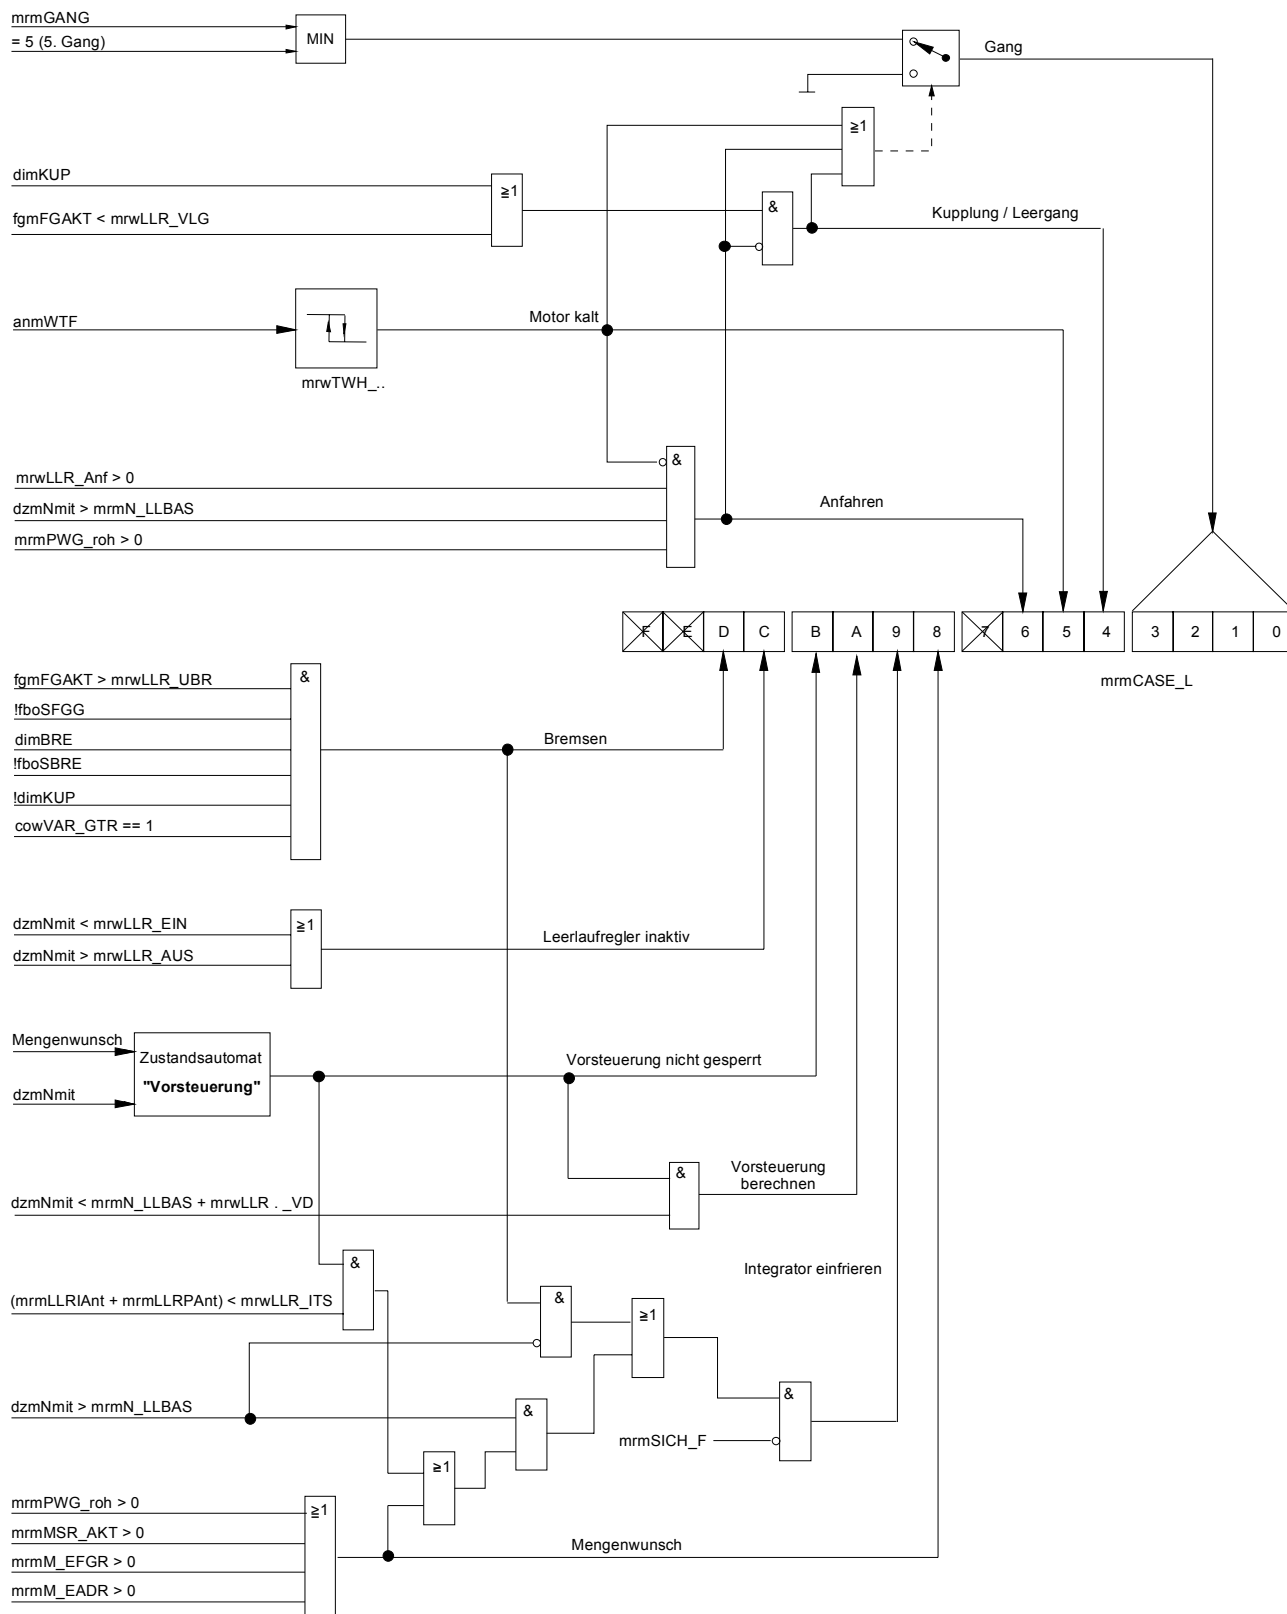 mrmGANG
= 5 (5. Gang)
MIN
Gang
≧1
dimKUP
≧1
fgmFGAKT < mrwLLR_VLG
&
Kupplung / Leergang
anmWTF
Motor kalt
mrwTWH_..
&
mrwLLR_Anf > 0
dzmNmit > mrmN_LLBAS
Anfahren
mrmPWG_roh > 0
F E D C B A 9 8 7 6 5 4 3 2 1 0
mrmCASE_L
fgmFGAKT > mrwLLR_UBR
&
!fboSFGG
dimBRE
Bremsen
!fboSBRE
!dimKUP
cowVAR_GTR == 1
dzmNmit < mrwLLR_EIN
≧1
Leerlaufregler inaktiv
dzmNmit > mrwLLR_AUS
Mengenwunsch
Zustandsautomat
"Vorsteuerung"
Vorsteuerung nicht gesperrt
dzmNmit
&
Vorsteuerung
berechnen
dzmNmit < mrmN_LLBAS + mrwLLR . _VD
&
Integrator einfrieren
(mrmLLRIAnt + mrmLLRPAnt) < mrwLLR_ITS
&
≧1
dzmNmit > mrmN_LLBAS
&
&
mrmSICH_F
≧1
mrmPWG_roh > 0
≧1
mrmMSR_AKT > 0
Mengenwunsch
mrmM_EFGR > 0
mrmM_EADR > 0